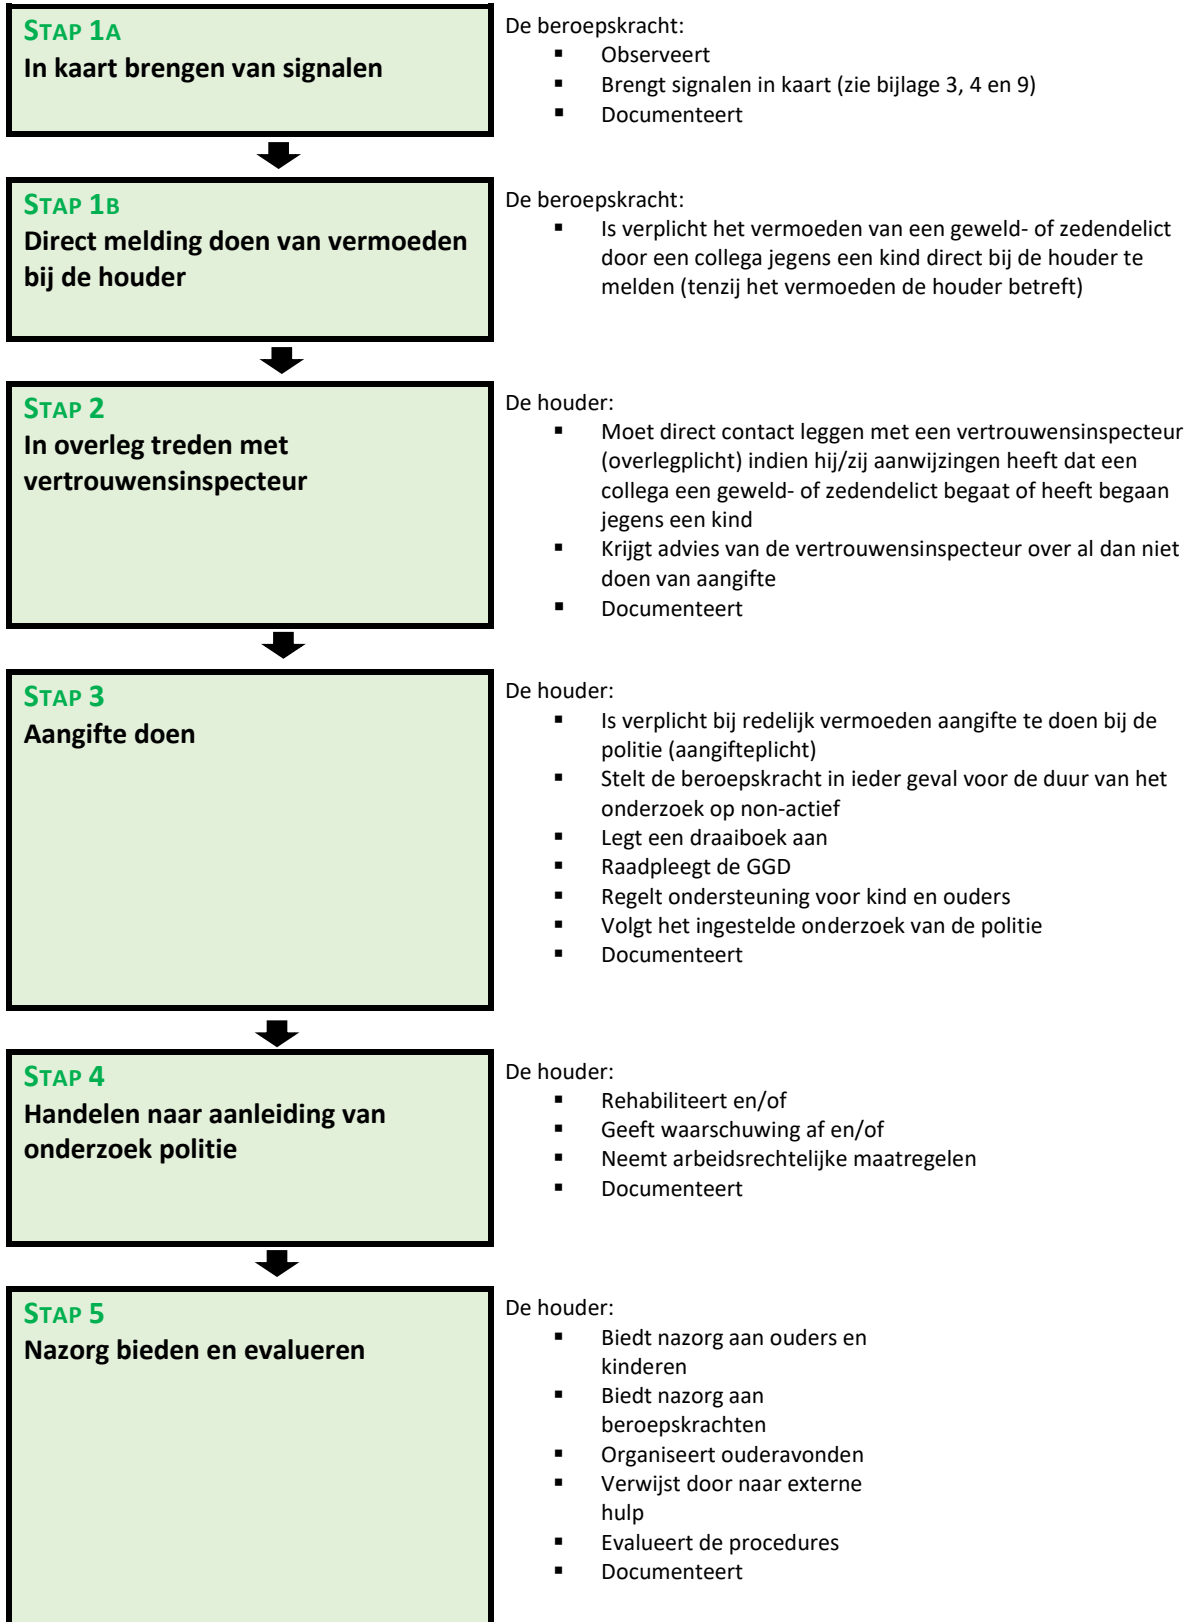 STAP 1A
In kaart brengen van signalen
De beroepskracht:
▪ Observeert
▪ Brengt signalen in kaart (zie bijlage 3, 4 en 9)
▪ Documenteert
STAP 1B
Direct melding doen van vermoeden
bij de houder
De beroepskracht:
▪ Is verplicht het vermoeden van een geweld- of zedendelict
door een collega jegens een kind direct bij de houder te
melden (tenzij het vermoeden de houder betreft)
STAP 2
In overleg treden met
vertrouwensinspecteur
De houder:
▪ Moet direct contact leggen met een vertrouwensinspecteur
(overlegplicht) indien hij/zij aanwijzingen heeft dat een
collega een geweld- of zedendelict begaat of heeft begaan
jegens een kind
▪ Krijgt advies van de vertrouwensinspecteur over al dan niet
doen van aangifte
▪ Documenteert
STAP 3
Aangifte doen
De houder:
▪ Is verplicht bij redelijk vermoeden aangifte te doen bij de
politie (aangifteplicht)
▪ Stelt de beroepskracht in ieder geval voor de duur van het
onderzoek op non-actief
▪ Legt een draaiboek aan
▪ Raadpleegt de GGD
▪ Regelt ondersteuning voor kind en ouders
▪ Volgt het ingestelde onderzoek van de politie
▪ Documenteert
STAP 4
Handelen naar aanleiding van
onderzoek politie
De houder:
▪ Rehabiliteert en/of
▪ Geeft waarschuwing af en/of
▪ Neemt arbeidsrechtelijke maatregelen
▪ Documenteert
STAP 5
Nazorg bieden en evalueren
De houder:
▪ Biedt nazorg aan ouders en
kinderen
▪ Biedt nazorg aan
beroepskrachten
▪ Organiseert ouderavonden
▪ Verwijst door naar externe
hulp
▪ Evalueert de procedures
▪ Documenteert